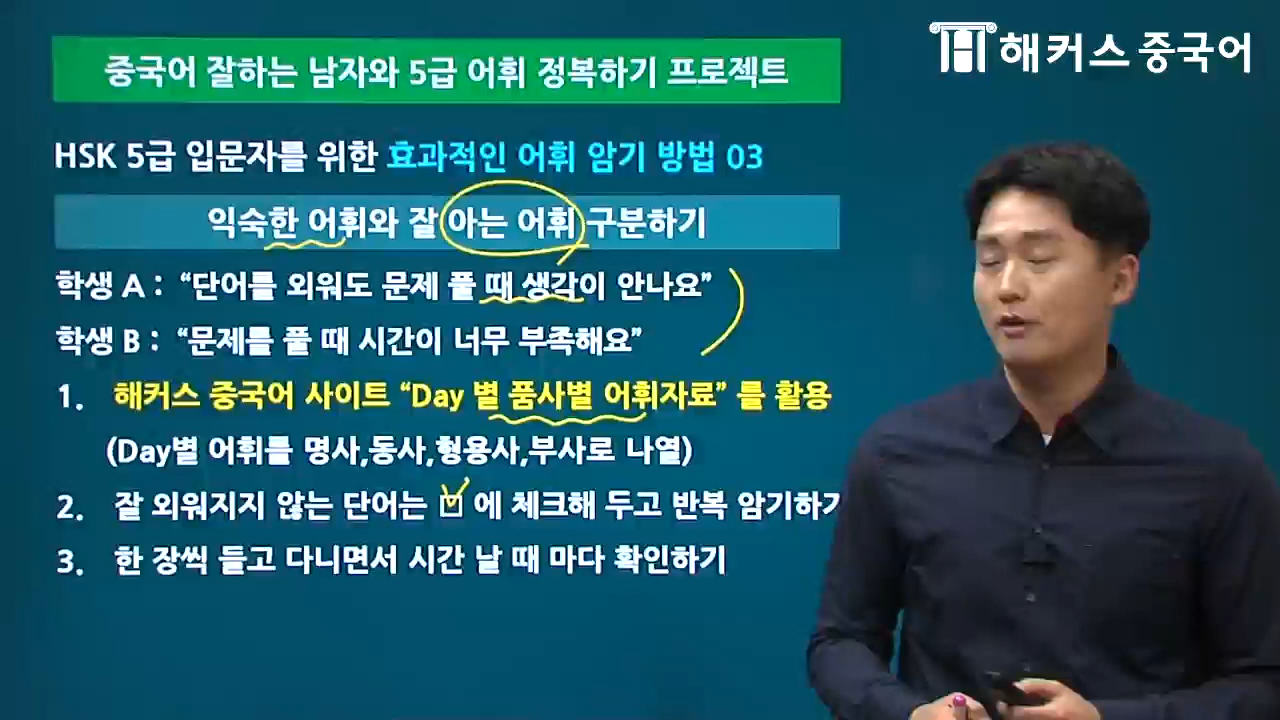 해커스 중국어
중국어 잘하는 남자와 5급 어휘 정복하기 프로젝트
HSK 5급 입문자를 위한 효과적인 어휘 암기 방법 03
익숙한 어휘와 잘 아는 어휘 구분하기
학생 A : “단어를 외워도 문제 풀 때 생각이 안나요”
학생 B : “문제를 풀 때 시간이 너무 부족해요”
1. 해커스 중국어 사이트 “Day 별 품사별 어휘자료” 를 활용
(Day별 어휘를 명사,동사,형용사,부사로 나열)
2. 잘 외워지지 않는 단어는 □ 에 체크해 두고 반복 암기하기
3. 한 장씩 들고 다니면서 시간 날 때 마다 확인하기